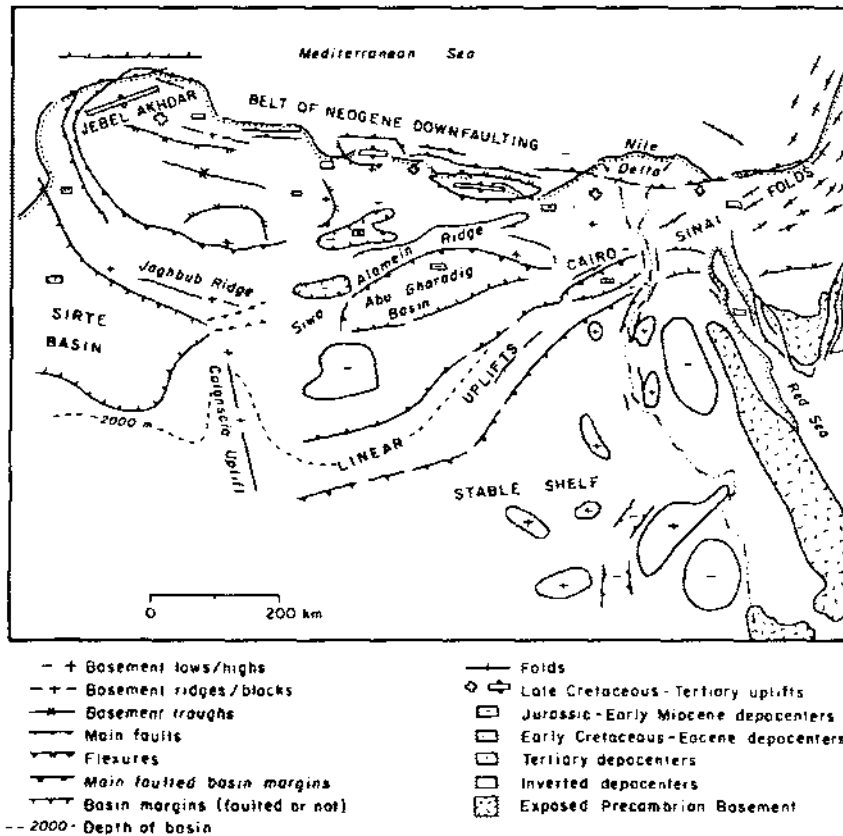 Mediterranean Sea
JEBEL AKHDAR
BELT OF NEOGENE DOWNFAULTING
Nile
Delta
FOLDS
SINAI
Alamein Ridge
CAIRO
Jaghbub Ridge
Abu Gharadig
Basin
Siwa
SIRTE
BASIN
UPLIFTS
Red Sea
2000 m
Calanscio Uplift
LINEAR
STABLE SHELF
0 200 km
- + Basement lows/highs
Basement ridges/blocks
Basement troughs
Main faults
Flexures
Main faulted basin margins
Basin margins (faulted or not)
--2000- Depth of basin
Folds
Late Cretaceous-Tertiary uplifts
Jurassic-Early Miocene depocenters
Early Cretaceous-Eocene depocenters
Tertiary depocenters
Inverted depocenters
Exposed Precambrian Basement